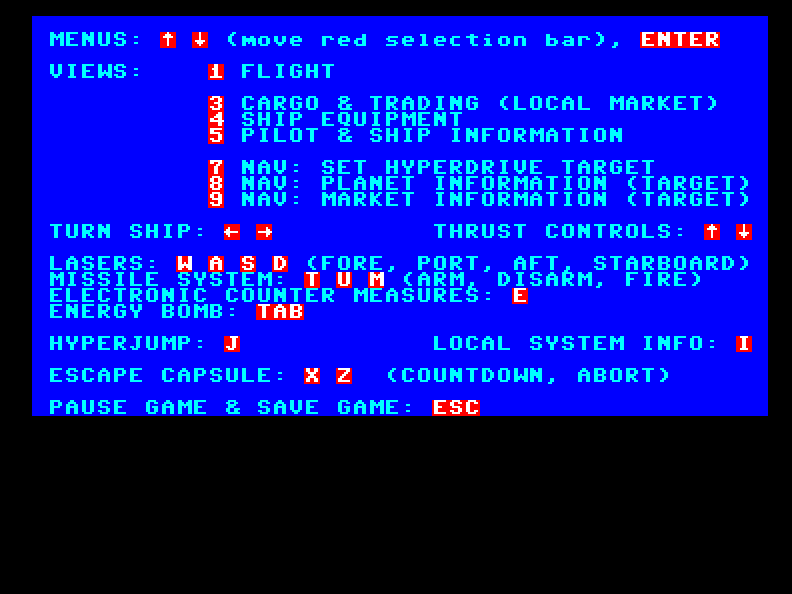 MENUS: ↑ ↓ (move red selection bar), ENTER
VIEWS: 1 FLIGHT
3 CARGO & TRADING (LOCAL MARKET)
4 SHIP EQUIPMENT
5 PILOT & SHIP INFORMATION
7 NAV: SET HYPERDRIVE TARGET
8 NAV: PLANET INFORMATION (TARGET)
9 NAV: MARKET INFORMATION (TARGET)
TURN SHIP: ← → THRUST CONTROLS: ↑ ↓
LASERS: W A S D (FORE, PORT, AFT, STARBOARD)
MISSILE SYSTEM: T U M (ARM, DISARM, FIRE)
ELECTRONIC COUNTER MEASURES: E
ENERGY BOMB: TAB
HYPERJUMP: J LOCAL SYSTEM INFO: I
ESCAPE CAPSULE: X Z (COUNTDOWN, ABORT)
PAUSE GAME & SAVE GAME: ESC